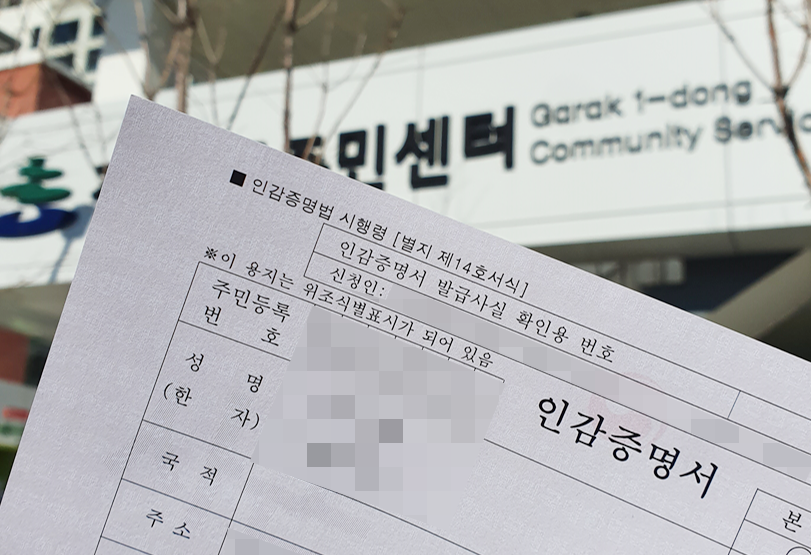 민센터
Garak 1-dong
Community
■ 인감증명법 시행령 [별지 제14호서식]
인감증명서 발급사실 확인용 번호
신청인:
※이 용지는 위조식별표시가 되어 있음
주민등록
번 호
인감증명서
성 명
(한 자)
본
국 적
주 소